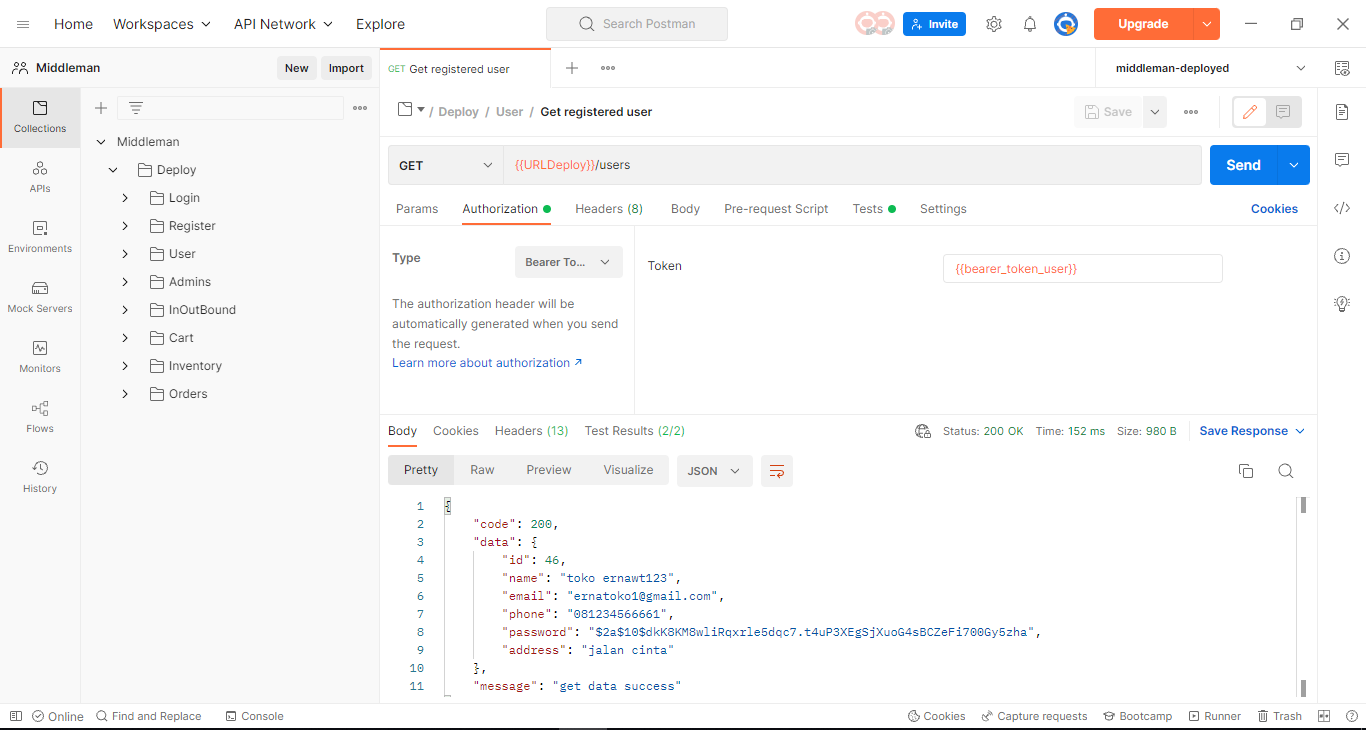 Home Workspaces API Network Explore Search Postman Invite Upgrade
Middleman New Import GET Get registered user middleman-deployed
/ Deploy / User / Get registered user Save
Collections
APIs
Environments
Mock Servers
Monitors
Flows
History
Middleman
Deploy
Login
Register
User
Admins
InOutBound
Cart
Inventory
Orders
GET {{URLDeploy}}/users Send
Params Authorization Headers (8) Body Pre-request Script Tests Settings Cookies
Type Bearer To...
The authorization header will be
automatically generated when you send
the request.
Learn more about authorization ↗
Token {{bearer_token_user}}
Body Cookies Headers (13) Test Results (2/2) Status: 200 OK Time: 152 ms Size: 980 B Save Response
Pretty Raw Preview Visualize JSON
1 {
2 "code": 200,
3 "data": {
4 "id": 46,
5 "name": "toko ernawt123",
6 "email": "ernatoko1@gmail.com",
7 "phone": "081234566661",
8 "password": "$2a$10$dkK8KM8wliRqxrle5dqc7.t4uP3XEgSjXuoG4sBCZeFi700Gy5zha",
9 "address": "jalan cinta"
10 },
11 "message": "get data success"
Online Find and Replace Console Cookies Capture requests Bootcamp Runner Trash